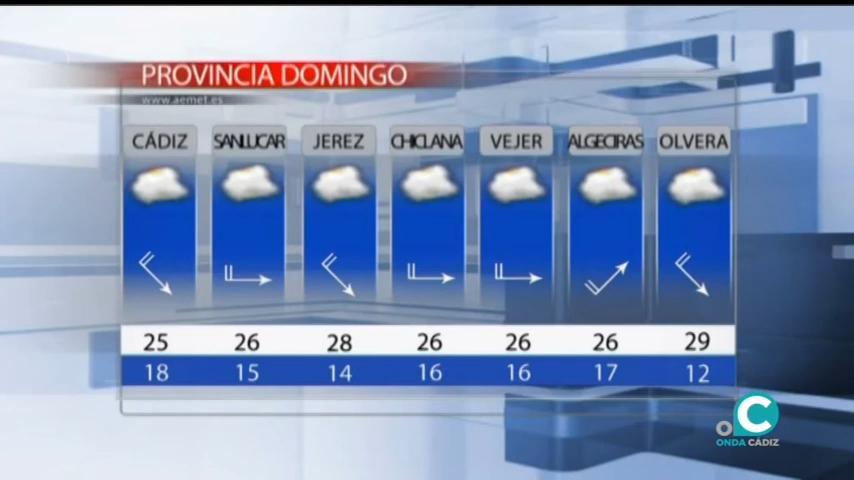 PROVINCIA DOMINGO
www.aemet.es
CÁDIZ SANLUCAR JEREZ CHICLANA VEJER ALGECIRAS OLVERA
25 26 28 26 26 26 29
18 15 14 16 16 17 12
oC
ONDA CÁDIZ